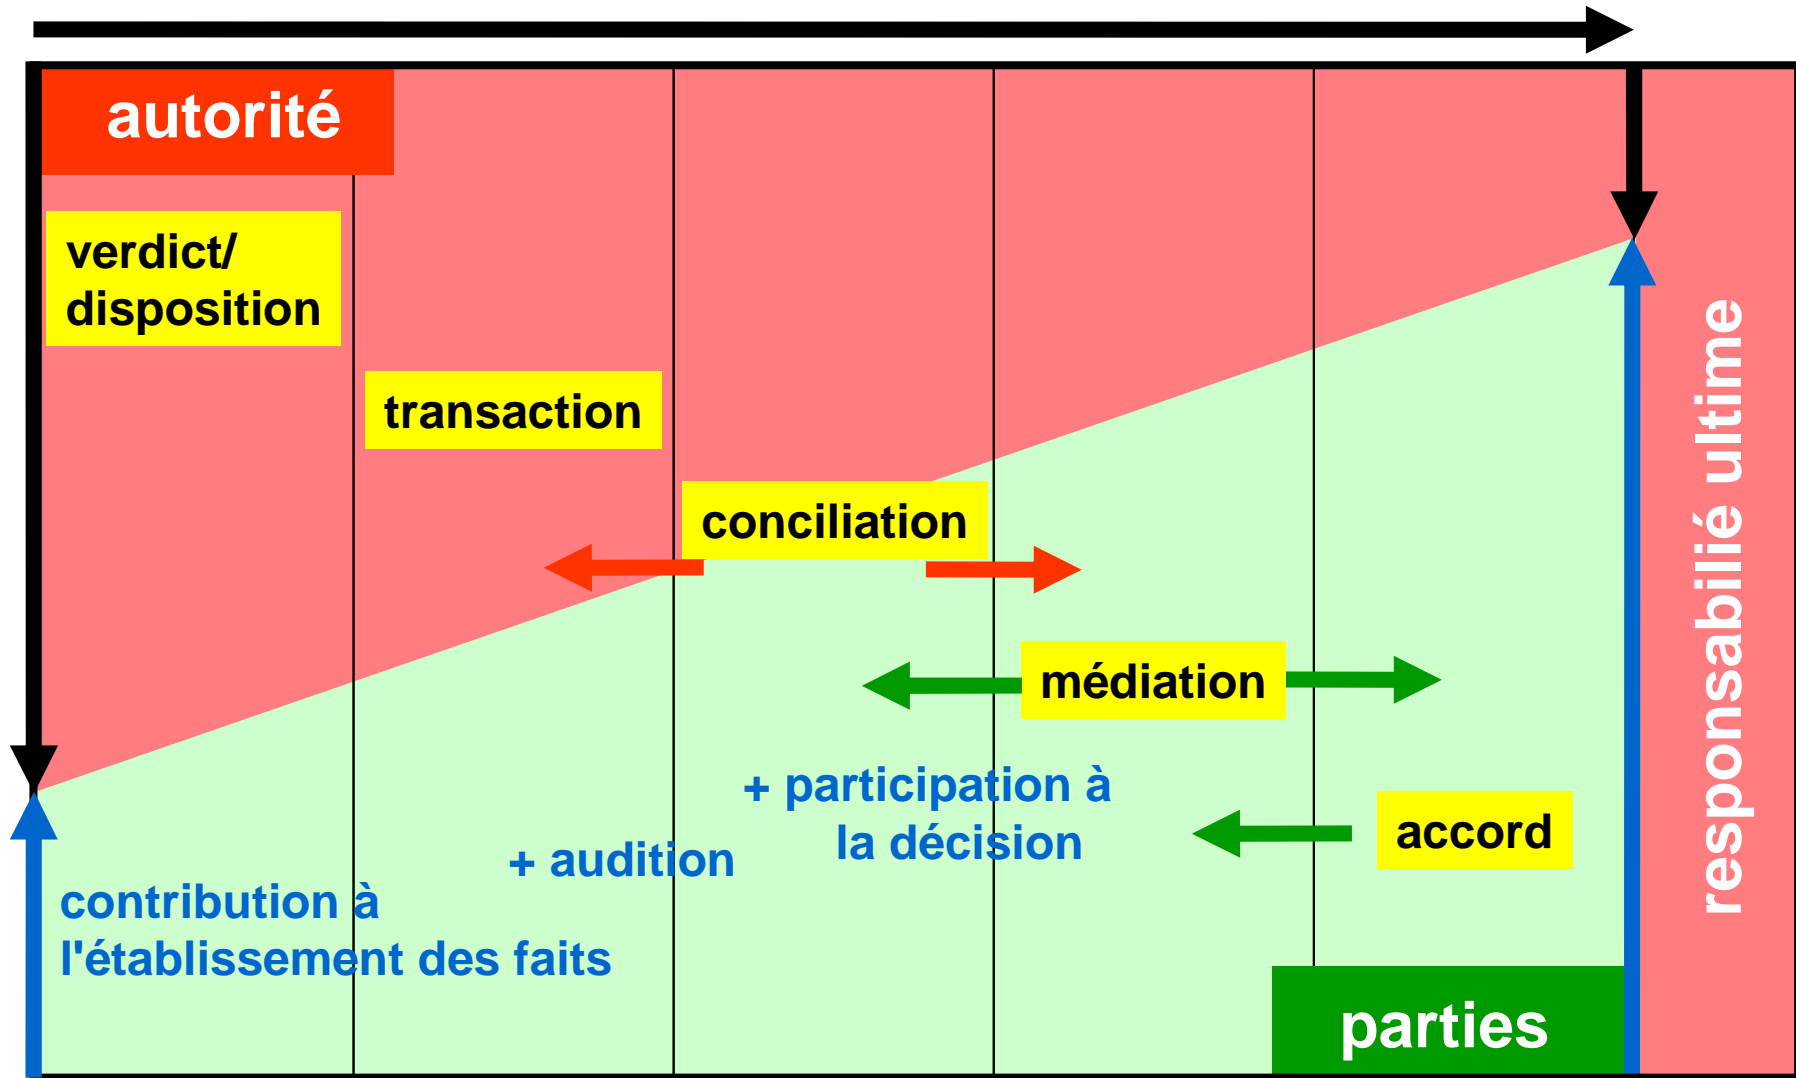 autorité
verdict/
disposition
transaction
conciliation
médiation
+ participation à
la décision
accord
+ audition
contribution à
l'établissement des faits
parties
responsabilié ultime